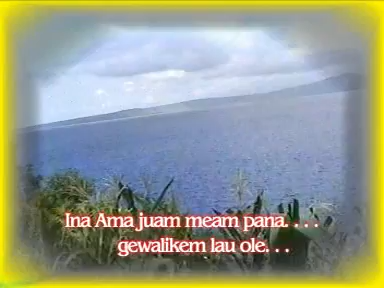 Ina Ama juam meam pana. . . .
gewalikem lau ole. . .